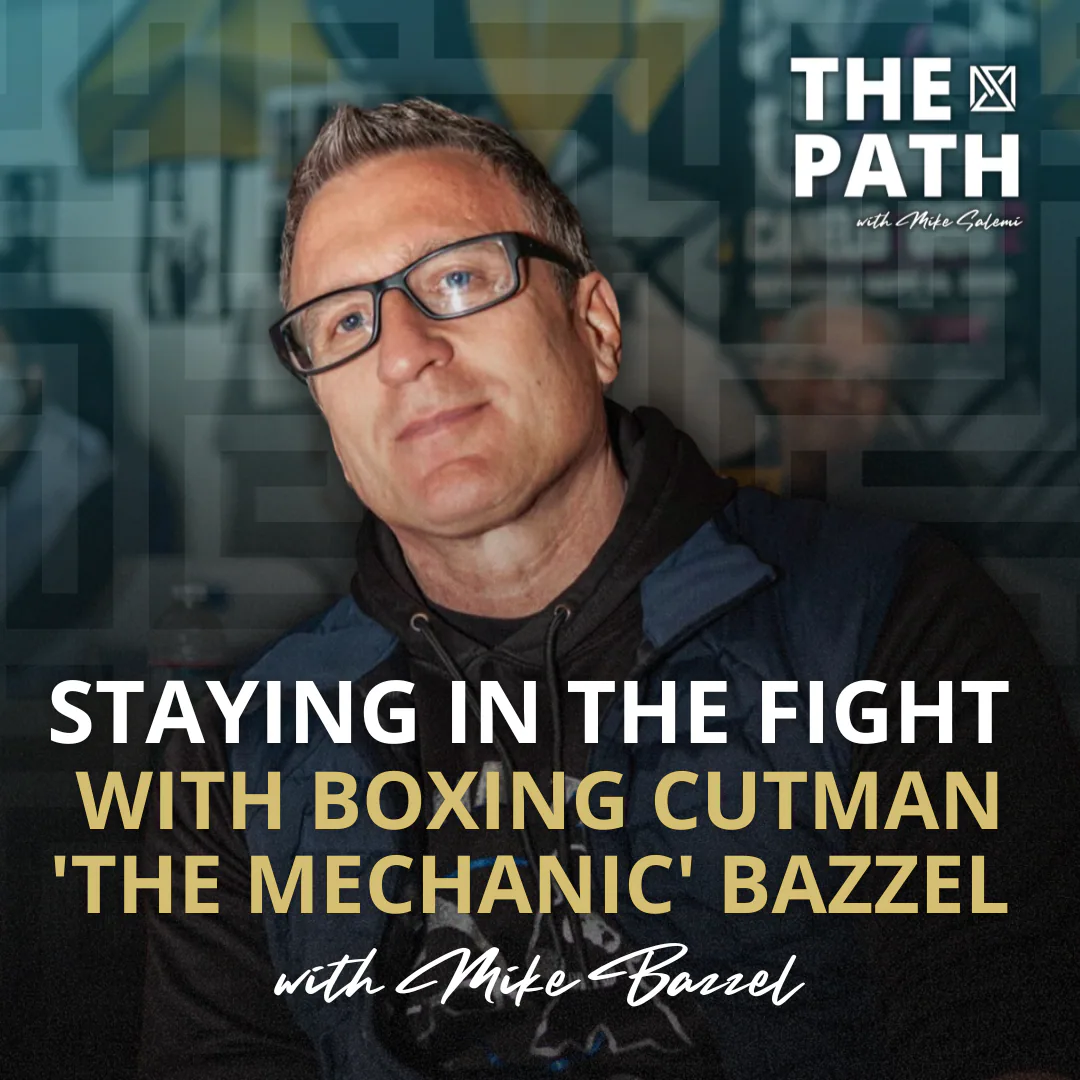 THE
PATH
with Mike Salemi
STAYING IN THE FIGHT
WITH BOXING CUTMAN
'THE MECHANIC' BAZZEL
with Mike Bazzel